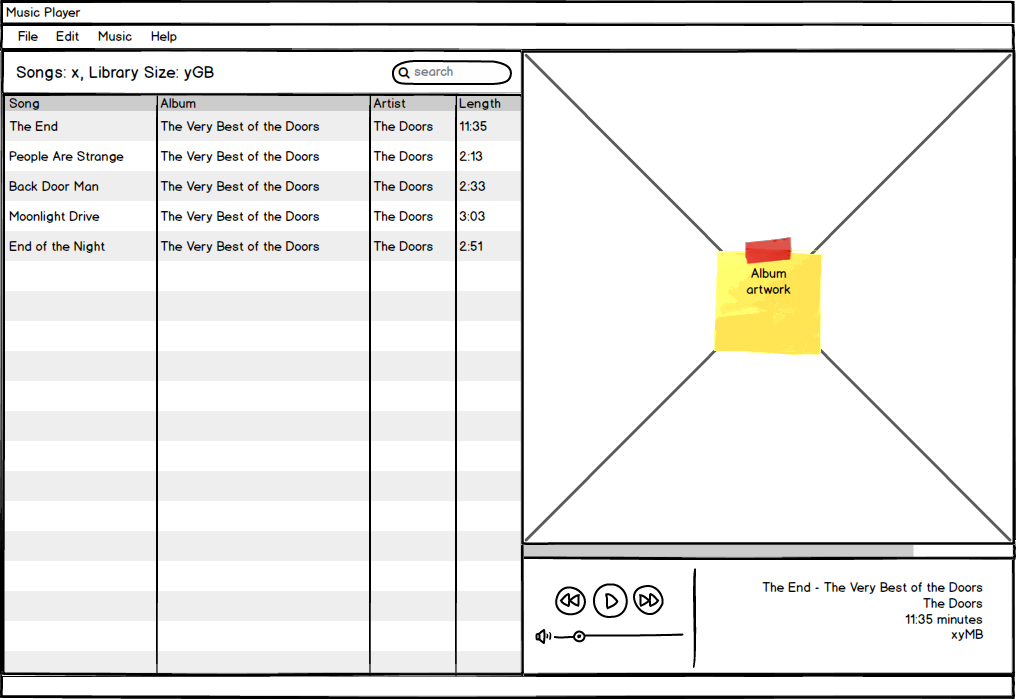 Music Player
File Edit Music Help
Songs: x, Library Size: yGB
search
Song Album Artist Length
The End The Very Best of the Doors The Doors 11:35
People Are Strange The Very Best of the Doors The Doors 2:13
Back Door Man The Very Best of the Doors The Doors 2:33
Moonlight Drive The Very Best of the Doors The Doors 3:03
End of the Night The Very Best of the Doors The Doors 2:51
Album
artwork
The End - The Very Best of the Doors
The Doors
11:35 minutes
xyMB